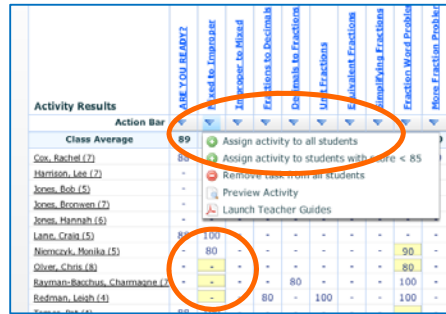 ARE YOU READY?
Mixed to Improper
Improper to Mixed
Fractions to Decimals
Decimals to Fractions
Unit Fractions
Equivalent Fractions
Simplifying Fractions
Fraction Word Problem
More Fraction Problem
Activity Results
Action Bar
Class Average 89
Assign activity to all students
Cox, Rachel (7) 88 Assign activity to students with score < 85
Harrison, Lee (7) - Remove task from all students
Jones, Bob (5) - Preview Activity
Jones, Bronwen (7) - Launch Teacher Guides
Jones, Hannah (6) -
Lane, Craig (5) 88 100 - - - - - - - -
Niemczyk, Monika (5) - 80 - - - - - - 90 -
Olver, Chris (8) - - - - - - - - 80 -
Rayman-Bacchus, Charmagne (7 - - - - 80 - - - 100 -
Redman, Leigh (4) - - - 80 - 100 - - 100 -